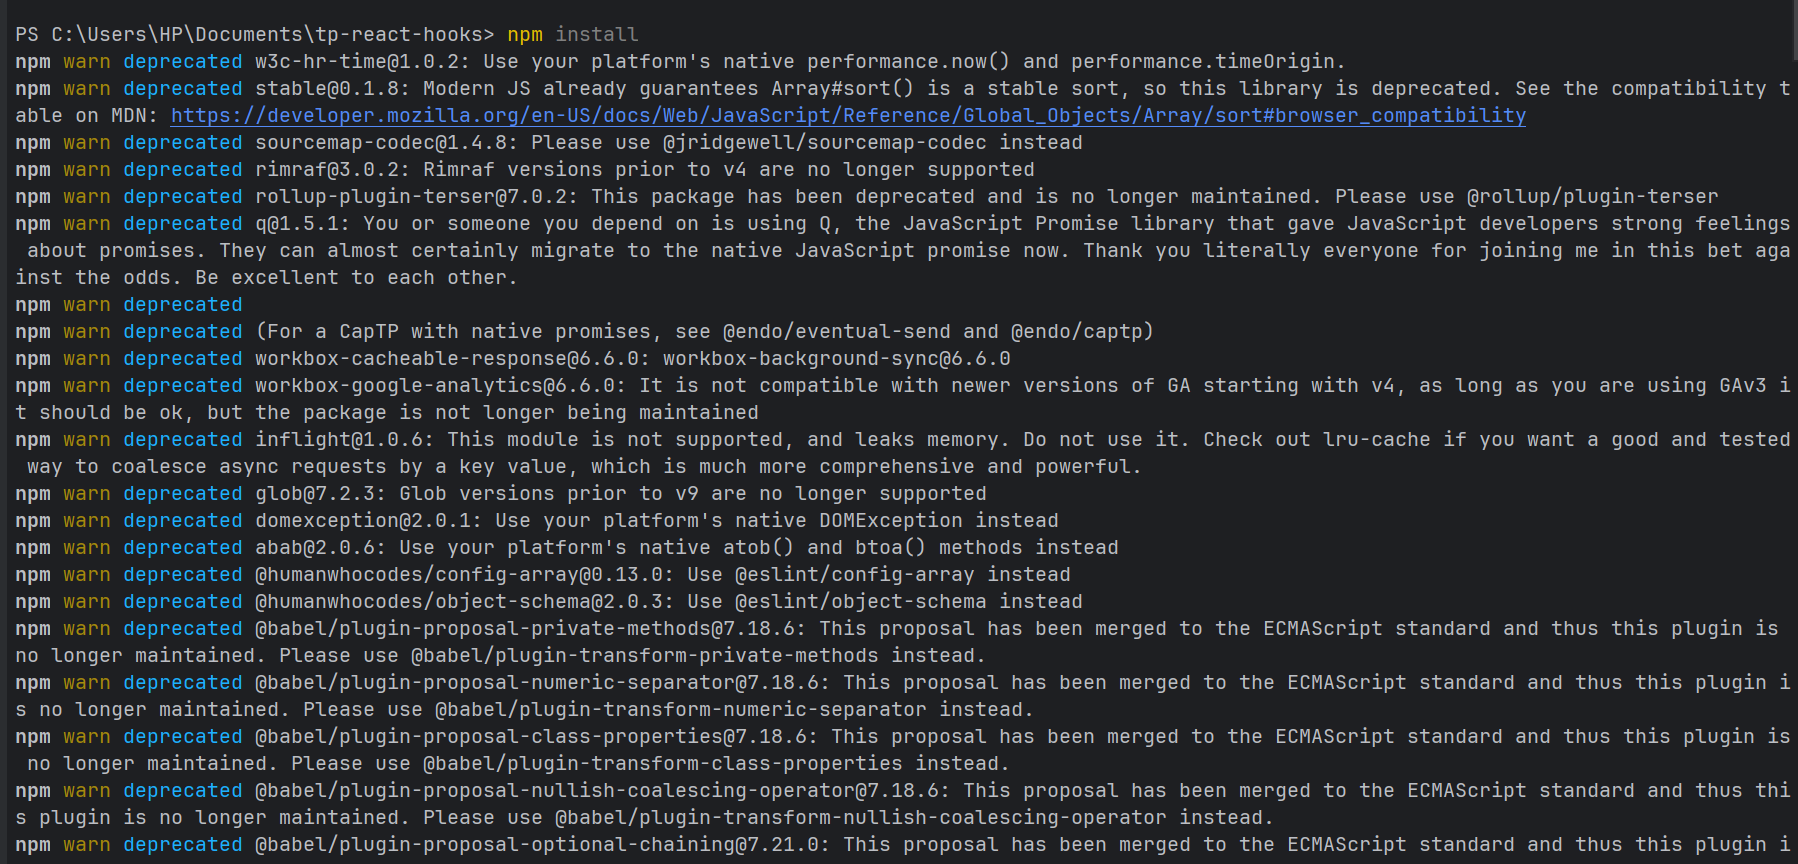 PS C:\Users\HP\Documents\tp-react-hooks> npm install
npm warn deprecated w3c-hr-time@1.0.2: Use your platform's native performance.now() and performance.timeOrigin.
npm warn deprecated stable@0.1.8: Modern JS already guarantees Array#sort() is a stable sort, so this library is deprecated. See the compatibility t
able on MDN: https://developer.mozilla.org/en-US/docs/Web/JavaScript/Reference/Global_Objects/Array/sort#browser_compatibility
npm warn deprecated sourcemap-codec@1.4.8: Please use @jridgewell/sourcemap-codec instead
npm warn deprecated rimraf@3.0.2: Rimraf versions prior to v4 are no longer supported
npm warn deprecated rollup-plugin-terser@7.0.2: This package has been deprecated and is no longer maintained. Please use @rollup/plugin-terser
npm warn deprecated q@1.5.1: You or someone you depend on is using Q, the JavaScript Promise library that gave JavaScript developers strong feelings
 about promises. They can almost certainly migrate to the native JavaScript promise now. Thank you literally everyone for joining me in this bet aga
inst the odds. Be excellent to each other.
npm warn deprecated
npm warn deprecated (For a CapTP with native promises, see @endo/eventual-send and @endo/captp)
npm warn deprecated workbox-cacheable-response@6.6.0: workbox-background-sync@6.6.0
npm warn deprecated workbox-google-analytics@6.6.0: It is not compatible with newer versions of GA starting with v4, as long as you are using GAv3 i
t should be ok, but the package is not longer being maintained
npm warn deprecated inflight@1.0.6: This module is not supported, and leaks memory. Do not use it. Check out lru-cache if you want a good and tested
 way to coalesce async requests by a key value, which is much more comprehensive and powerful.
npm warn deprecated glob@7.2.3: Glob versions prior to v9 are no longer supported
npm warn deprecated domexception@2.0.1: Use your platform's native DOMException instead
npm warn deprecated abab@2.0.6: Use your platform's native atob() and btoa() methods instead
npm warn deprecated @humanwhocodes/config-array@0.13.0: Use @eslint/config-array instead
npm warn deprecated @humanwhocodes/object-schema@2.0.3: Use @eslint/object-schema instead
npm warn deprecated @babel/plugin-proposal-private-methods@7.18.6: This proposal has been merged to the ECMAScript standard and thus this plugin is
no longer maintained. Please use @babel/plugin-transform-private-methods instead.
npm warn deprecated @babel/plugin-proposal-numeric-separator@7.18.6: This proposal has been merged to the ECMAScript standard and thus this plugin i
s no longer maintained. Please use @babel/plugin-transform-numeric-separator instead.
npm warn deprecated @babel/plugin-proposal-class-properties@7.18.6: This proposal has been merged to the ECMAScript standard and thus this plugin is
 no longer maintained. Please use @babel/plugin-transform-class-properties instead.
npm warn deprecated @babel/plugin-proposal-nullish-coalescing-operator@7.18.6: This proposal has been merged to the ECMAScript standard and thus thi
s plugin is no longer maintained. Please use @babel/plugin-transform-nullish-coalescing-operator instead.
npm warn deprecated @babel/plugin-proposal-optional-chaining@7.21.0: This proposal has been merged to the ECMAScript standard and thus this plugin i